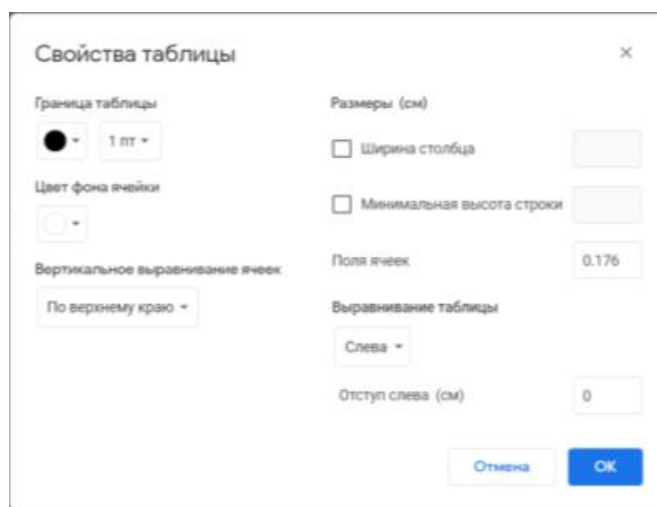 Свойства таблицы
Граница таблицы
1 пт
Цвет фона ячейки
Вертикальное выравнивание ячеек
По верхнему краю
Размеры (см)
Ширина столбца
Минимальная высота строки
Поля ячеек 0.176
Выравнивание таблицы
Слева
Отступ слева (см) 0
Отмена OK